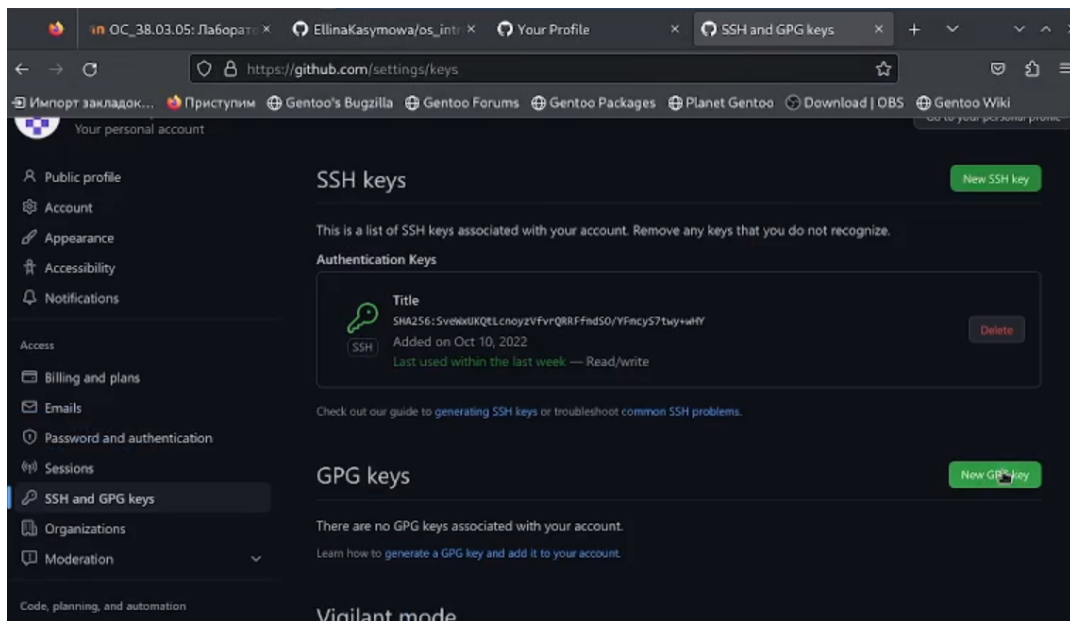 ОС_38.03.05: Лаборато
EllinaKasymowa/os_intr
Your Profile
SSH and GPG keys
https://github.com/settings/keys
Импорт закладок...
Приступим
Gentoo's Bugzilla
Gentoo Forums
Gentoo Packages
Planet Gentoo
Download | OBS
Gentoo Wiki
Your personal account
Go to your personal profile
Public profile
Account
Appearance
Accessibility
Notifications
Access
Billing and plans
Emails
Password and authentication
Sessions
SSH and GPG keys
Organizations
Moderation
Code, planning, and automation
SSH keys
New SSH key
This is a list of SSH keys associated with your account. Remove any keys that you do not recognize.
Authentication Keys
SSH
Title
Added on Oct 10, 2022
Last used within the last week — Read/write
Delete
Check out our guide to generating SSH keys or troubleshoot common SSH problems.
GPG keys
New GPG key
There are no GPG keys associated with your account.
Learn how to generate a GPG key and add it to your account.
Vigilant mode